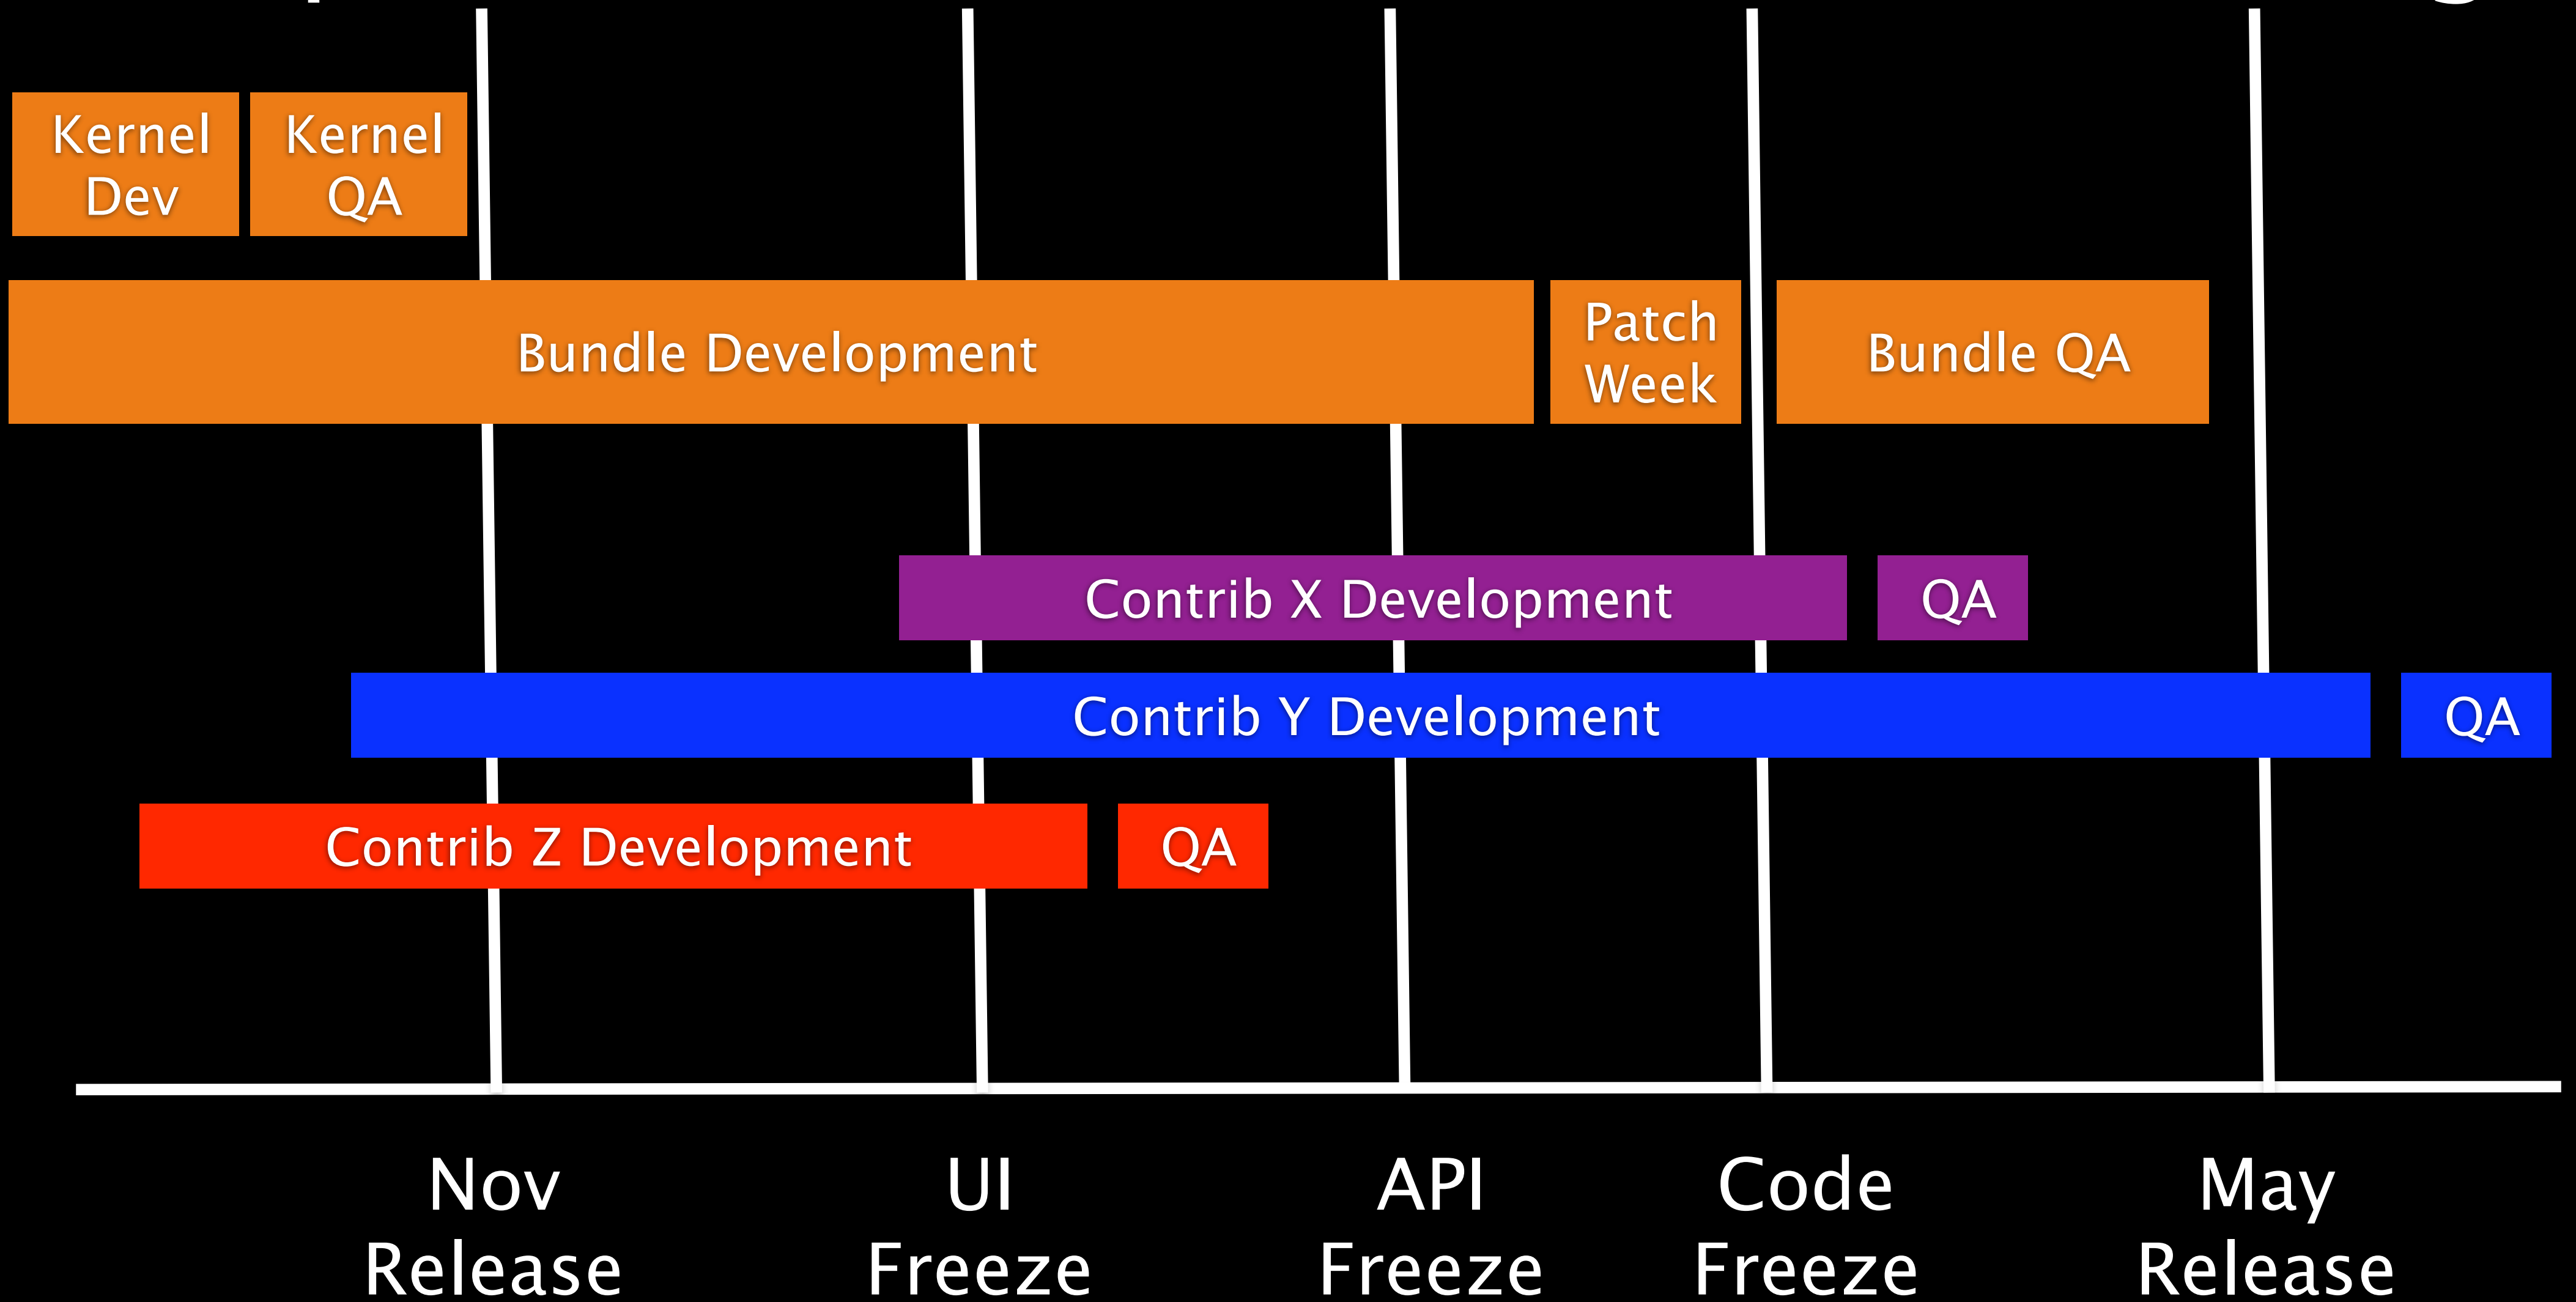 Kernel
Dev
Kernel
QA
Bundle Development
Patch
Week
Bundle QA
Contrib X Development
QA
Contrib Y Development
QA
Contrib Z Development
QA
Nov
Release
UI
Freeze
API
Freeze
Code
Freeze
May
Release